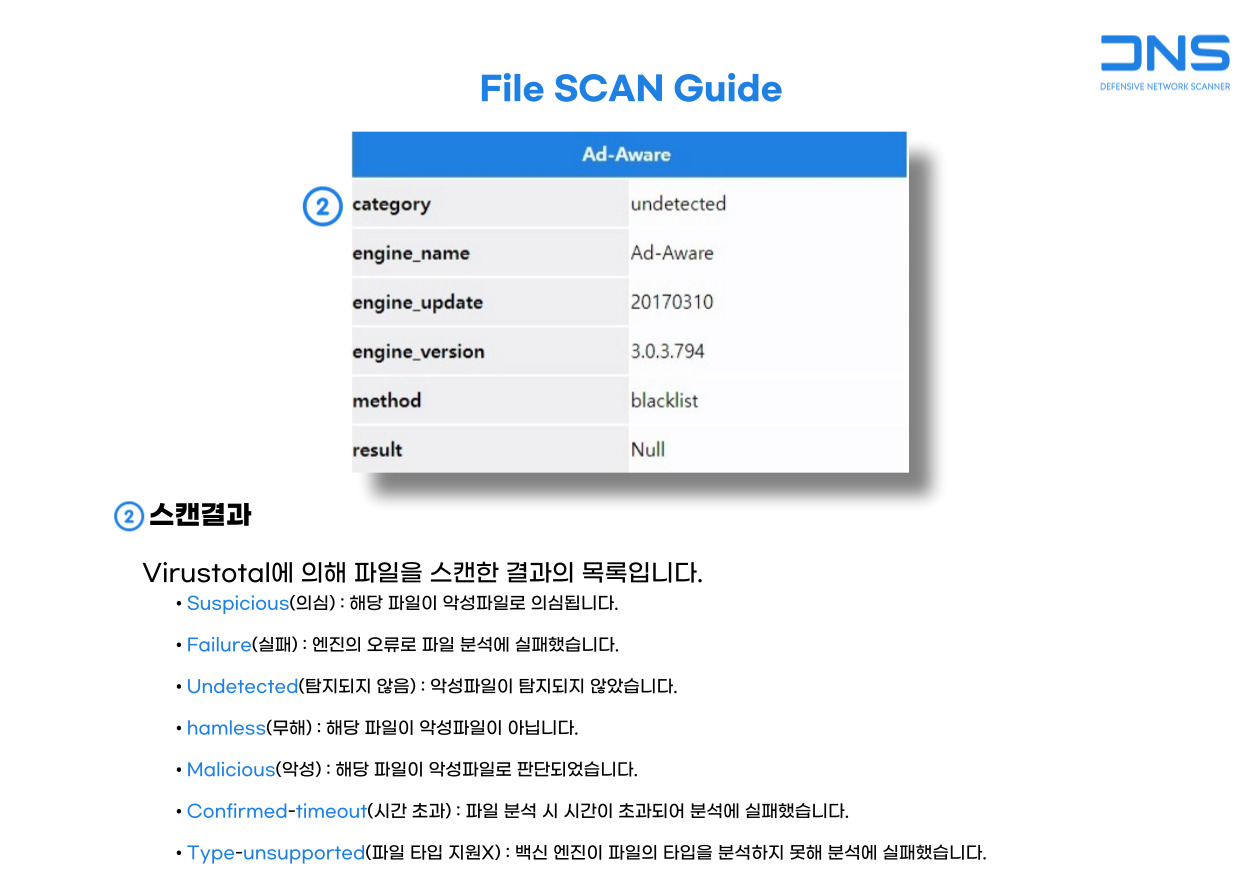 DNS
DEFENSIVE NETWORK SCANNER
File SCAN Guide
Ad-Aware
2
category undetected
engine_name Ad-Aware
engine_update 20170310
engine_version 3.0.3.794
method blacklist
result Null
2 스캔결과
Virustotal에 의해 파일을 스캔한 결과의 목록입니다.
• Suspicious(의심) : 해당 파일이 악성파일로 의심됩니다.
• Failure(실패) : 엔진의 오류로 파일 분석에 실패했습니다.
• Undetected(탐지되지 않음) : 악성파일이 탐지되지 않았습니다.
• hamless(무해) : 해당 파일이 악성파일이 아닙니다.
• Malicious(악성) : 해당 파일이 악성파일로 판단되었습니다.
• Confirmed-timeout(시간 초과) : 파일 분석 시 시간이 초과되어 분석에 실패했습니다.
• Type-unsupported(파일 타입 지원X) : 백신 엔진이 파일의 타입을 분석하지 못해 분석에 실패했습니다.